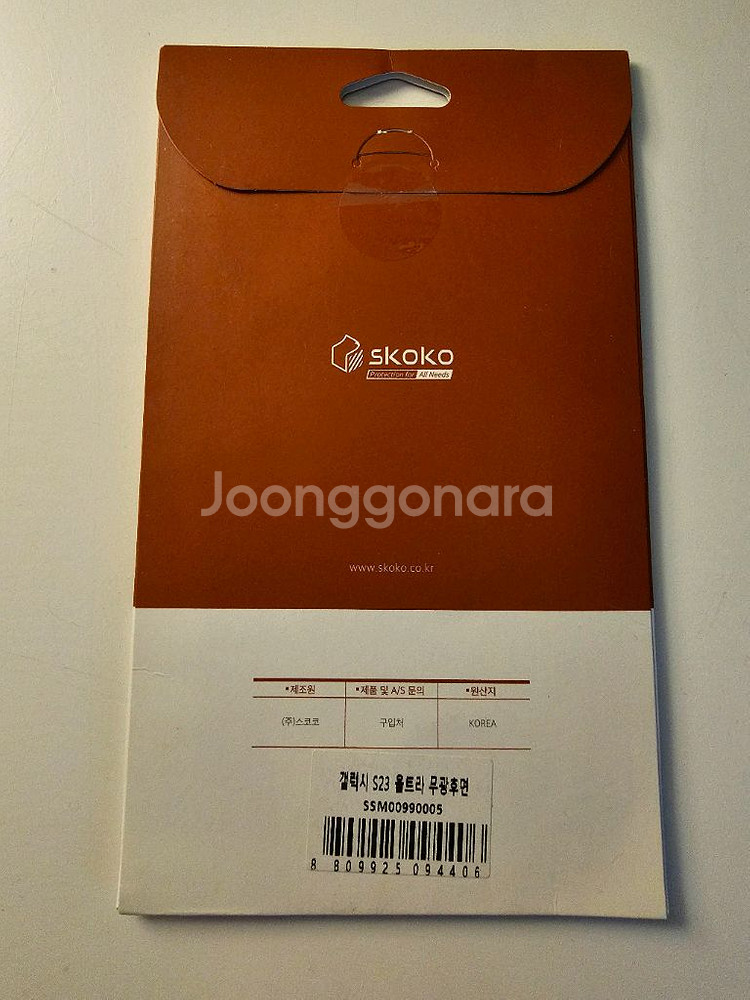 skoko
Protection for All Needs
Joonggonara
www.skoko.co.kr
▪제조원 ▪제품 및 A/S 문의 ▪원산지
(주)스코코 구입처 KOREA
갤럭시 S23 울트라 무광후면
SSM00990005
8 809925 094406